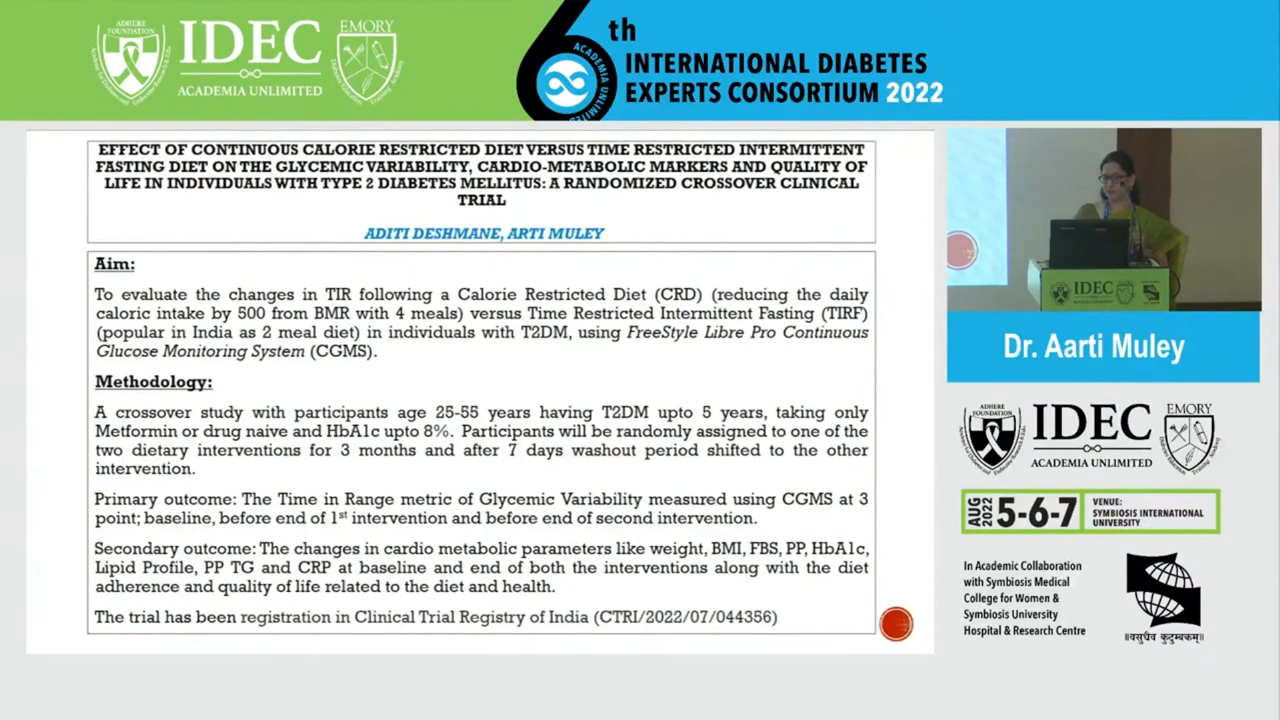 ADHERE
FOUNDATION
IDEC
ACADEMIA UNLIMITED
EMORY
ACADEMIA UNLIMITED
6th
INTERNATIONAL DIABETES
EXPERTS CONSORTIUM 2022
EFFECT OF CONTINUOUS CALORIE RESTRICTED DIET VERSUS TIME RESTRICTED INTERMITTENT
FASTING DIET ON THE GLYCEMIC VARIABILITY, CARDIO-METABOLIC MARKERS AND QUALITY OF
LIFE IN INDIVIDUALS WITH TYPE 2 DIABETES MELLITUS: A RANDOMIZED CROSSOVER CLINICAL
TRIAL
ADITI DESHMANE, ARTI MULEY
Aim:
To evaluate the changes in TIR following a Calorie Restricted Diet (CRD) (reducing the daily
caloric intake by 500 from BMR with 4 meals) versus Time Restricted Intermittent Fasting (TIRF)
(popular in India as 2 meal diet) in individuals with T2DM, using FreeStyle Libre Pro Continuous
Glucose Monitoring System (CGMS).
Methodology:
A crossover study with participants age 25-55 years having T2DM upto 5 years, taking only
Metformin or drug naive and HbA1c upto 8%. Participants will be randomly assigned to one of the
two dietary interventions for 3 months and after 7 days washout period shifted to the other
intervention.
Primary outcome: The Time in Range metric of Glycemic Variability measured using CGMS at 3
point; baseline, before end of 1st intervention and before end of second intervention.
Secondary outcome: The changes in cardio metabolic parameters like weight, BMI, FBS, PP, HbA1c,
Lipid Profile, PP TG and CRP at baseline and end of both the interventions along with the diet
adherence and quality of life related to the diet and health.
The trial has been registration in Clinical Trial Registry of India (CTRI/2022/07/044356)
IDEC
Dr. Aarti Muley
ADHERE
FOUNDATION
IDEC
ACADEMIA UNLIMITED
EMORY
AUG 2022 5-6-7
VENUE:
SYMBIOSIS INTERNATIONAL
UNIVERSITY
In Academic Collaboration
with Symbiosis Medical
College for Women &
Symbiosis University
Hospital & Research Centre
॥वसुधैव कुटुम्बकम्॥